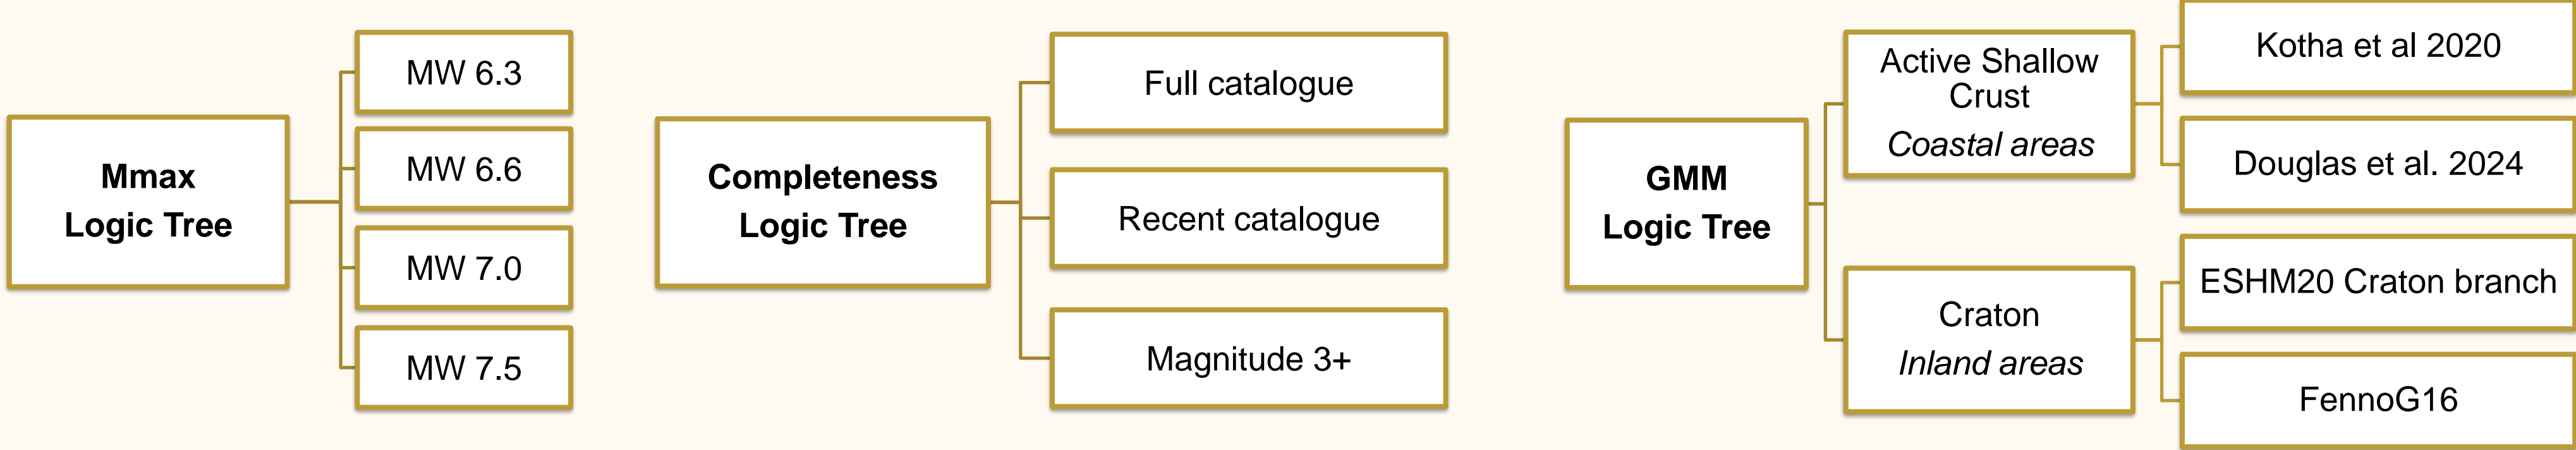 Mmax
Logic Tree
MW 6.3
MW 6.6
MW 7.0
MW 7.5
Completeness
Logic Tree
Full catalogue
Recent catalogue
Magnitude 3+
GMM
Logic Tree
Active Shallow
Crust
Coastal areas
Kotha et al 2020
Douglas et al. 2024
Craton
Inland areas
ESHM20 Craton branch
FennoG16